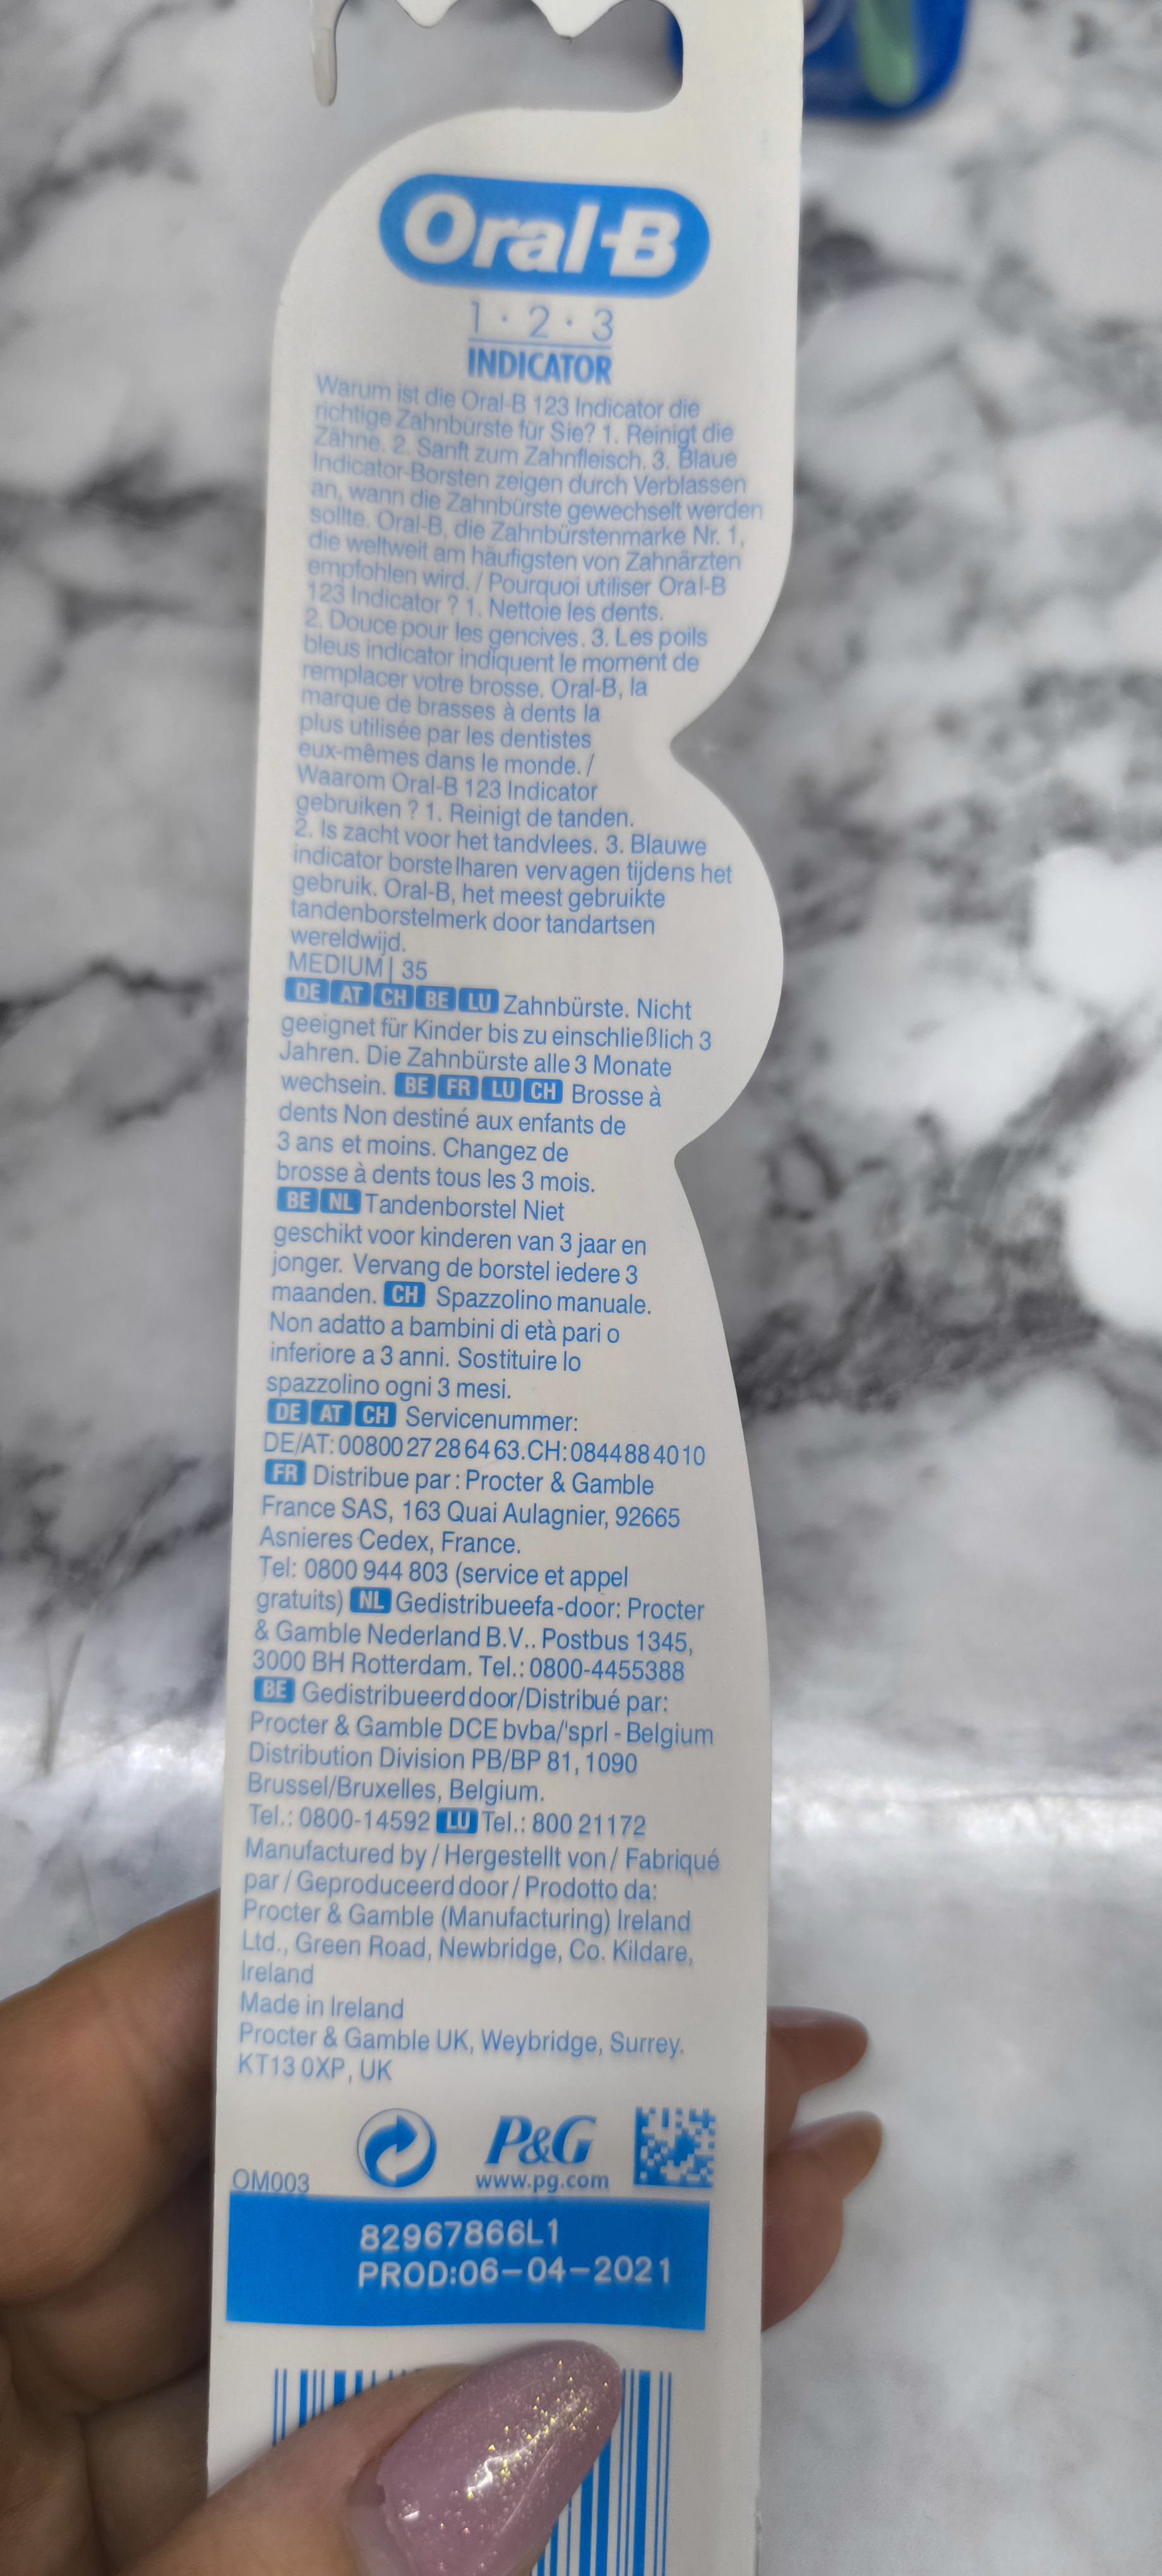 Oral-B
1·2·3
INDICATOR
Warum ist die Oral-B 123 Indicator die
richtige Zahnbürste für Sie? 1. Reinigt die
Zähne. 2. Sanft zum Zahnfleisch. 3. Blaue
Indicator-Borsten zeigen durch Verblassen
an, wann die Zahnbürste gewechselt werden
sollte. Oral-B, die Zahnbürstenmarke Nr. 1,
die weltweit am häufigsten von Zahnärzten
empfohlen wird. / Pourquoi utiliser Oral-B
123 Indicator ? 1. Nettoie les dents.
2. Douce pour les gencives. 3. Les poils
bleus indicator indiquent le moment de
remplacer votre brosse. Oral-B, la
marque de brasses à dents la
plus utilisée par les dentistes
eux-mêmes dans le monde. /
Waarom Oral-B 123 Indicator
gebruiken ? 1. Reinigt de tanden.
2. Is zacht voor het tandvlees. 3. Blauwe
indicator borstelharen vervagen tijdens het
gebruik. Oral-B, het meest gebruikte
tandenborstelmerk door tandartsen
wereldwijd.
MEDIUM | 35
DE AT CH BE LU Zahnbürste. Nicht
geeignet für Kinder bis zu einschließlich 3
Jahren. Die Zahnbürste alle 3 Monate
wechsein. BE FR LU CH Brosse à
dents Non destiné aux enfants de
3 ans et moins. Changez de
brosse à dents tous les 3 mois.
BE NL Tandenborstel Niet
geschikt voor kinderen van 3 jaar en
jonger. Vervang de borstel iedere 3
maanden. CH Spazzolino manuale.
Non adatto a bambini di età pari o
inferiore a 3 anni. Sostituire lo
spazzolino ogni 3 mesi.
DE AT CH Servicenummer:
DE/AT: 00800 27 28 64 63.CH: 0844 88 40 10
FR Distribue par : Procter & Gamble
France SAS, 163 Quai Aulagnier, 92665
Asnieres Cedex, France.
Tel: 0800 944 803 (service et appel
gratuits) NL Gedistribueefa-door: Procter
& Gamble Nederland B.V.. Postbus 1345,
3000 BH Rotterdam. Tel.: 0800-4455388
BE Gedistribueerd door/Distribué par:
Procter & Gamble DCE bvba/'sprl - Belgium
Distribution Division PB/BP 81, 1090
Brussel/Bruxelles, Belgium.
Tel.: 0800-14592 LU Tel.: 800 21172
Manufactured by / Hergestellt von / Fabriqué
par / Geproduceerd door / Prodotto da:
Procter & Gamble (Manufacturing) Ireland
Ltd., Green Road, Newbridge, Co. Kildare,
Ireland
Made in Ireland
Procter & Gamble UK, Weybridge, Surrey.
KT13 0XP, UK
P&G
www.pg.com
OM003
82967866L1
PROD:06-04-2021